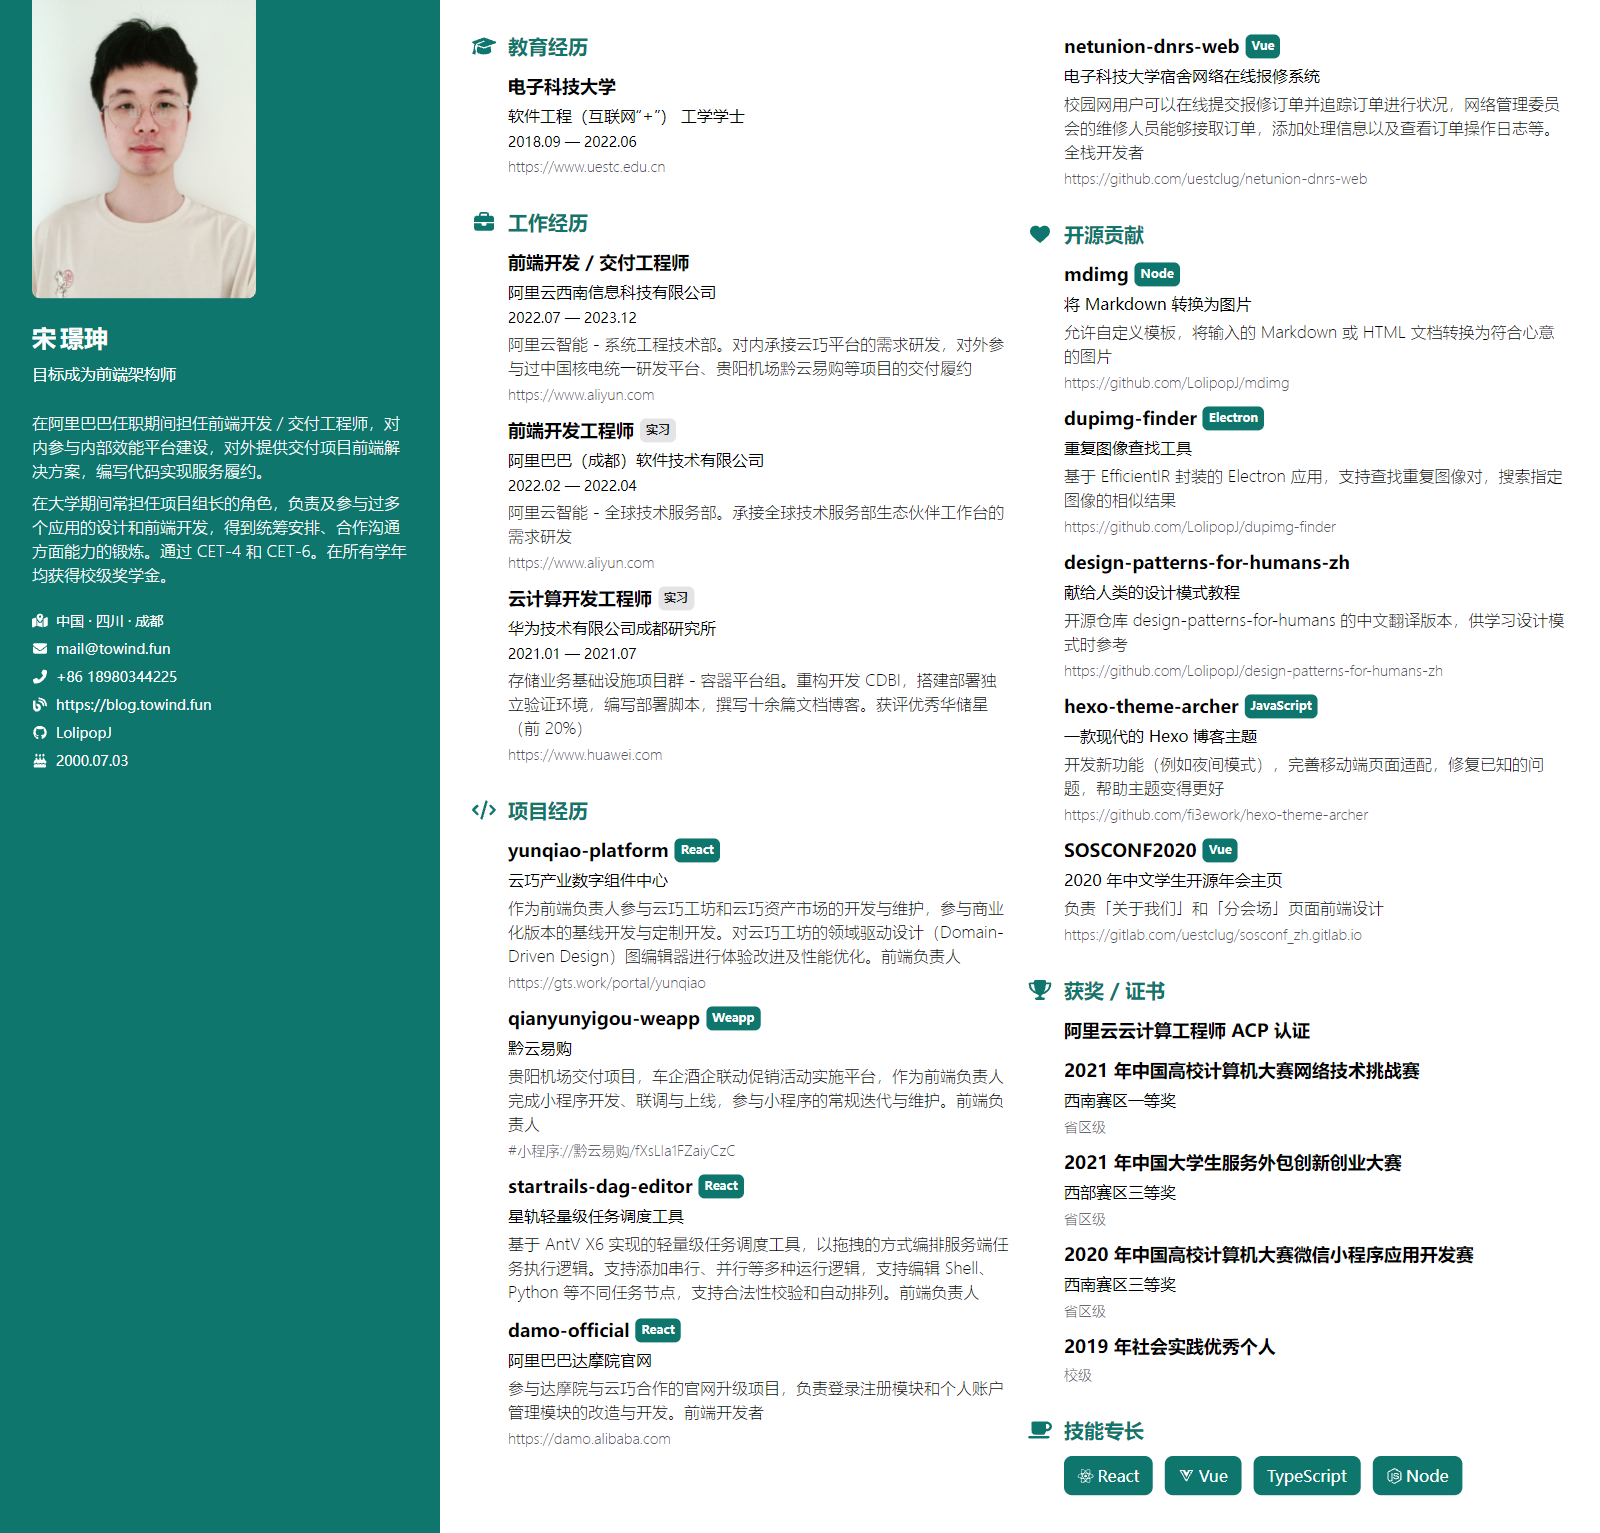 宋璟珅
目标成为前端架构师
在阿里巴巴任职期间担任前端开发 / 交付工程师，对
内参与内部效能平台建设，对外提供交付项目前端解
决方案，编写代码实现服务履约。
在大学期间常担任项目组长的角色，负责及参与过多
个应用的设计和前端开发，得到统筹安排、合作沟通
方面能力的锻炼。通过 CET-4 和 CET-6。在所有学年
均获得校级奖学金。
中国 · 四川 · 成都
mail@towind.fun
+86 18980344225
https://blog.towind.fun
LolipopJ
2000.07.03
教育经历
电子科技大学
软件工程（互联网“+”） 工学学士
2018.09 — 2022.06
https://www.uestc.edu.cn
工作经历
前端开发 / 交付工程师
阿里云西南信息科技有限公司
2022.07 — 2023.12
阿里云智能 - 系统工程技术部。对内承接云巧平台的需求研发，对外参
与过中国核电统一研发平台、贵阳机场黔云易购等项目的交付履约
https://www.aliyun.com
前端开发工程师 实习
阿里巴巴（成都）软件技术有限公司
2022.02 — 2022.04
阿里云智能 - 全球技术服务部。承接全球技术服务部生态伙伴工作台的
需求研发
https://www.aliyun.com
云计算开发工程师 实习
华为技术有限公司成都研究所
2021.01 — 2021.07
存储业务基础设施项目群 - 容器平台组。重构开发 CDBI，搭建部署独
立验证环境，编写部署脚本，撰写十余篇文档博客。获评优秀华储星
（前 20%）
https://www.huawei.com
项目经历
yunqiao-platform React
云巧产业数字组件中心
作为前端负责人参与云巧工坊和云巧资产市场的开发与维护，参与商业
化版本的基线开发与定制开发。对云巧工坊的领域驱动设计（Domain-
Driven Design）图编辑器进行体验改进及性能优化。前端负责人
https://gts.work/portal/yunqiao
qianyunyigou-weapp Weapp
黔云易购
贵阳机场交付项目，车企酒企联动促销活动实施平台，作为前端负责人
完成小程序开发、联调与上线，参与小程序的常规迭代与维护。前端负
责人
#小程序://黔云易购/fXsLIa1FZaiyCzC
startrails-dag-editor React
星轨轻量级任务调度工具
基于 AntV X6 实现的轻量级任务调度工具，以拖拽的方式编排服务端任
务执行逻辑。支持添加串行、并行等多种运行逻辑，支持编辑 Shell、
Python 等不同任务节点，支持合法性校验和自动排列。前端负责人
damo-official React
阿里巴巴达摩院官网
参与达摩院与云巧合作的官网升级项目，负责登录注册模块和个人账户
管理模块的改造与开发。前端开发者
https://damo.alibaba.com
netunion-dnrs-web Vue
电子科技大学宿舍网络在线报修系统
校园网用户可以在线提交报修订单并追踪订单进行状况，网络管理委员
会的维修人员能够接取订单，添加处理信息以及查看订单操作日志等。
全栈开发者
https://github.com/uestclug/netunion-dnrs-web
开源贡献
mdimg Node
将 Markdown 转换为图片
允许自定义模板，将输入的 Markdown 或 HTML 文档转换为符合心意
的图片
https://github.com/LolipopJ/mdimg
dupimg-finder Electron
重复图像查找工具
基于 EfficientIR 封装的 Electron 应用，支持查找重复图像对，搜索指定
图像的相似结果
https://github.com/LolipopJ/dupimg-finder
design-patterns-for-humans-zh
献给人类的设计模式教程
开源仓库 design-patterns-for-humans 的中文翻译版本，供学习设计模
式时参考
https://github.com/LolipopJ/design-patterns-for-humans-zh
hexo-theme-archer JavaScript
一款现代的 Hexo 博客主题
开发新功能（例如夜间模式），完善移动端页面适配，修复已知的问
题，帮助主题变得更好
https://github.com/fi3ework/hexo-theme-archer
SOSCONF2020 Vue
2020 年中文学生开源年会主页
负责「关于我们」和「分会场」页面前端设计
https://gitlab.com/uestclug/sosconf_zh.gitlab.io
获奖 / 证书
阿里云云计算工程师 ACP 认证
2021 年中国高校计算机大赛网络技术挑战赛
西南赛区一等奖
省区级
2021 年中国大学生服务外包创新创业大赛
西部赛区三等奖
省区级
2020 年中国高校计算机大赛微信小程序应用开发赛
西南赛区三等奖
省区级
2019 年社会实践优秀个人
校级
技能专长
React Vue TypeScript Node